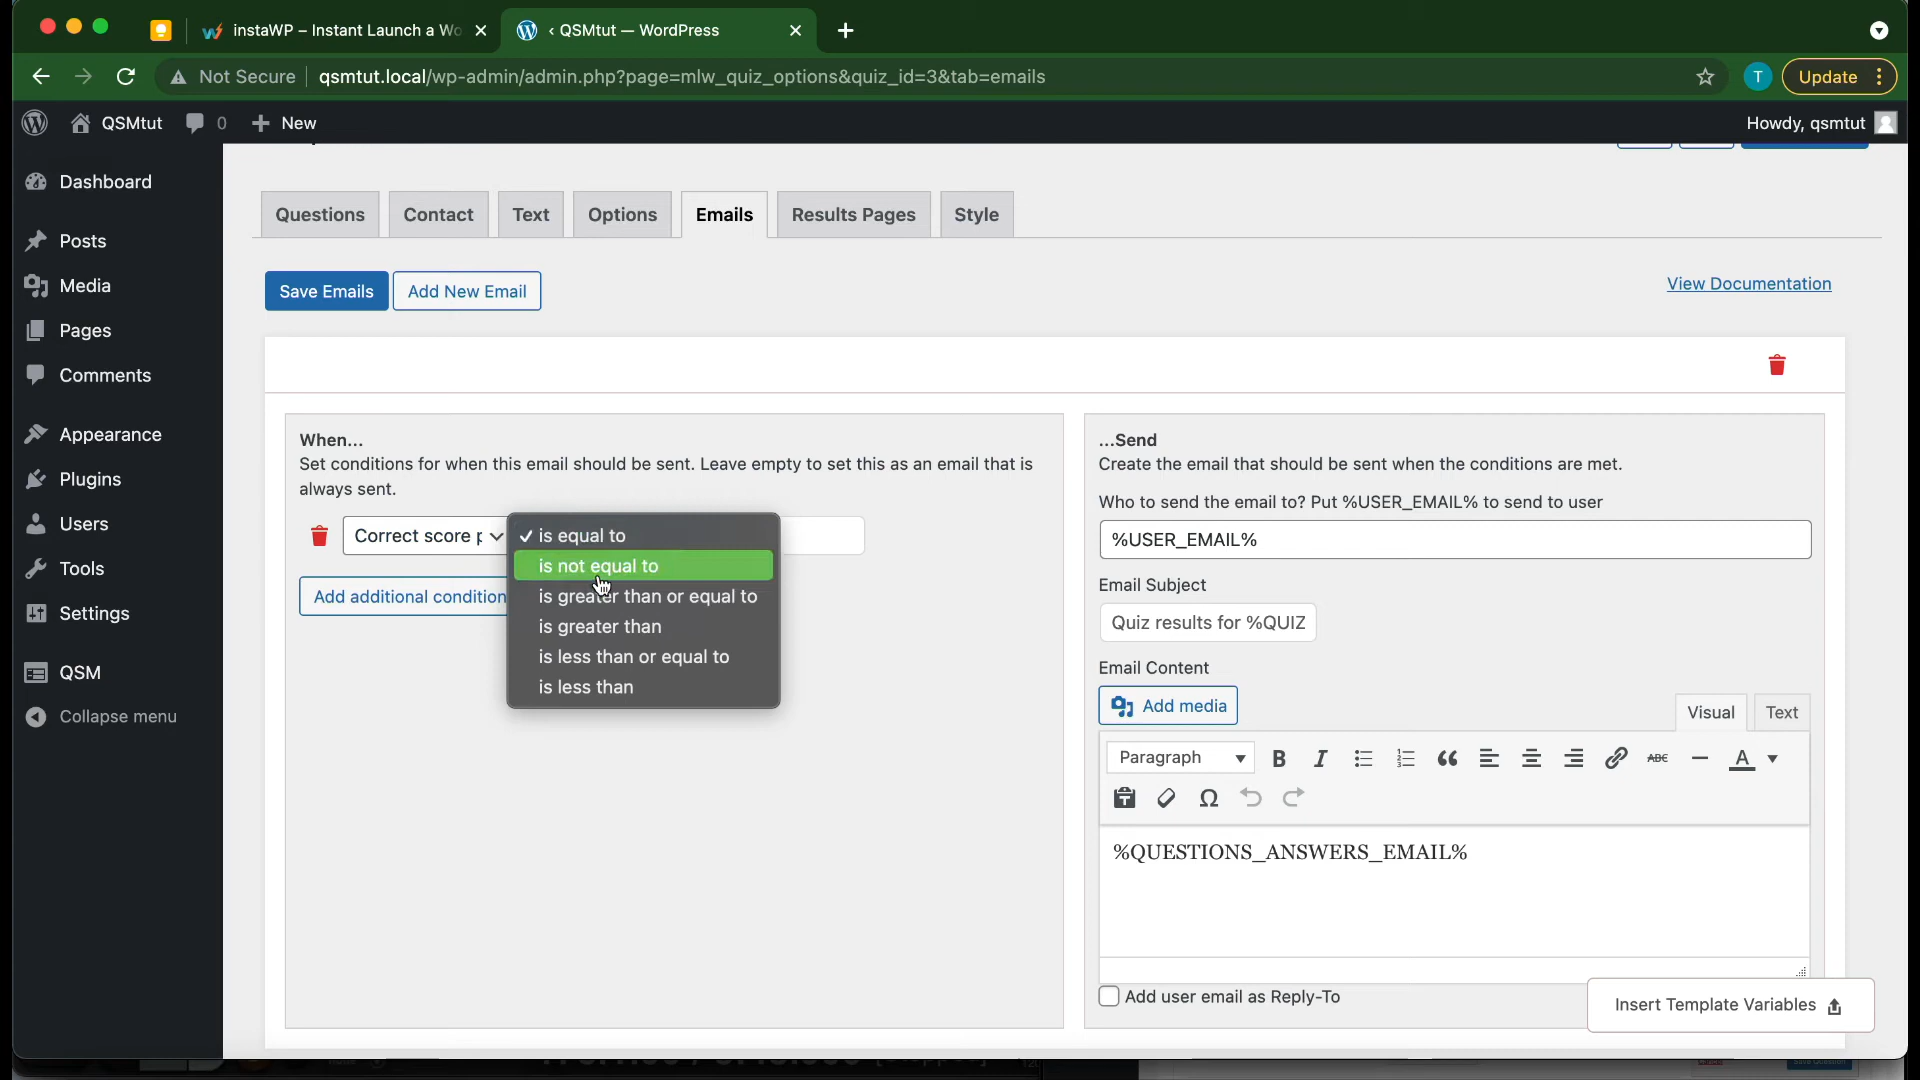 instaWP – Instant Launch a Wo
‹ QSMtut — WordPress
Not Secure
qsmtut.local/wp-admin/admin.php?page=mlw_quiz_options&quiz_id=3&tab=emails
T
Update
QSMtut
0
New
Howdy, qsmtut
Dashboard
Posts
Media
Pages
Comments
Appearance
Plugins
Users
Tools
Settings
QSM
Collapse menu
Questions
Contact
Text
Options
Emails
Results Pages
Style
Save Emails
Add New Email
View Documentation
When...
Set conditions for when this email should be sent. Leave empty to set this as an email that is
always sent.
Correct score p
✓ is equal to
is not equal to
is greater than or equal to
is greater than
is less than or equal to
is less than
Add additional condition
...Send
Create the email that should be sent when the conditions are met.
Who to send the email to? Put %USER_EMAIL% to send to user
%USER_EMAIL%
Email Subject
Quiz results for %QUIZ
Email Content
Add media
Visual
Text
Paragraph
B
I
ABC
A
T
Ω
%QUESTIONS_ANSWERS_EMAIL%
Add user email as Reply-To
Insert Template Variables